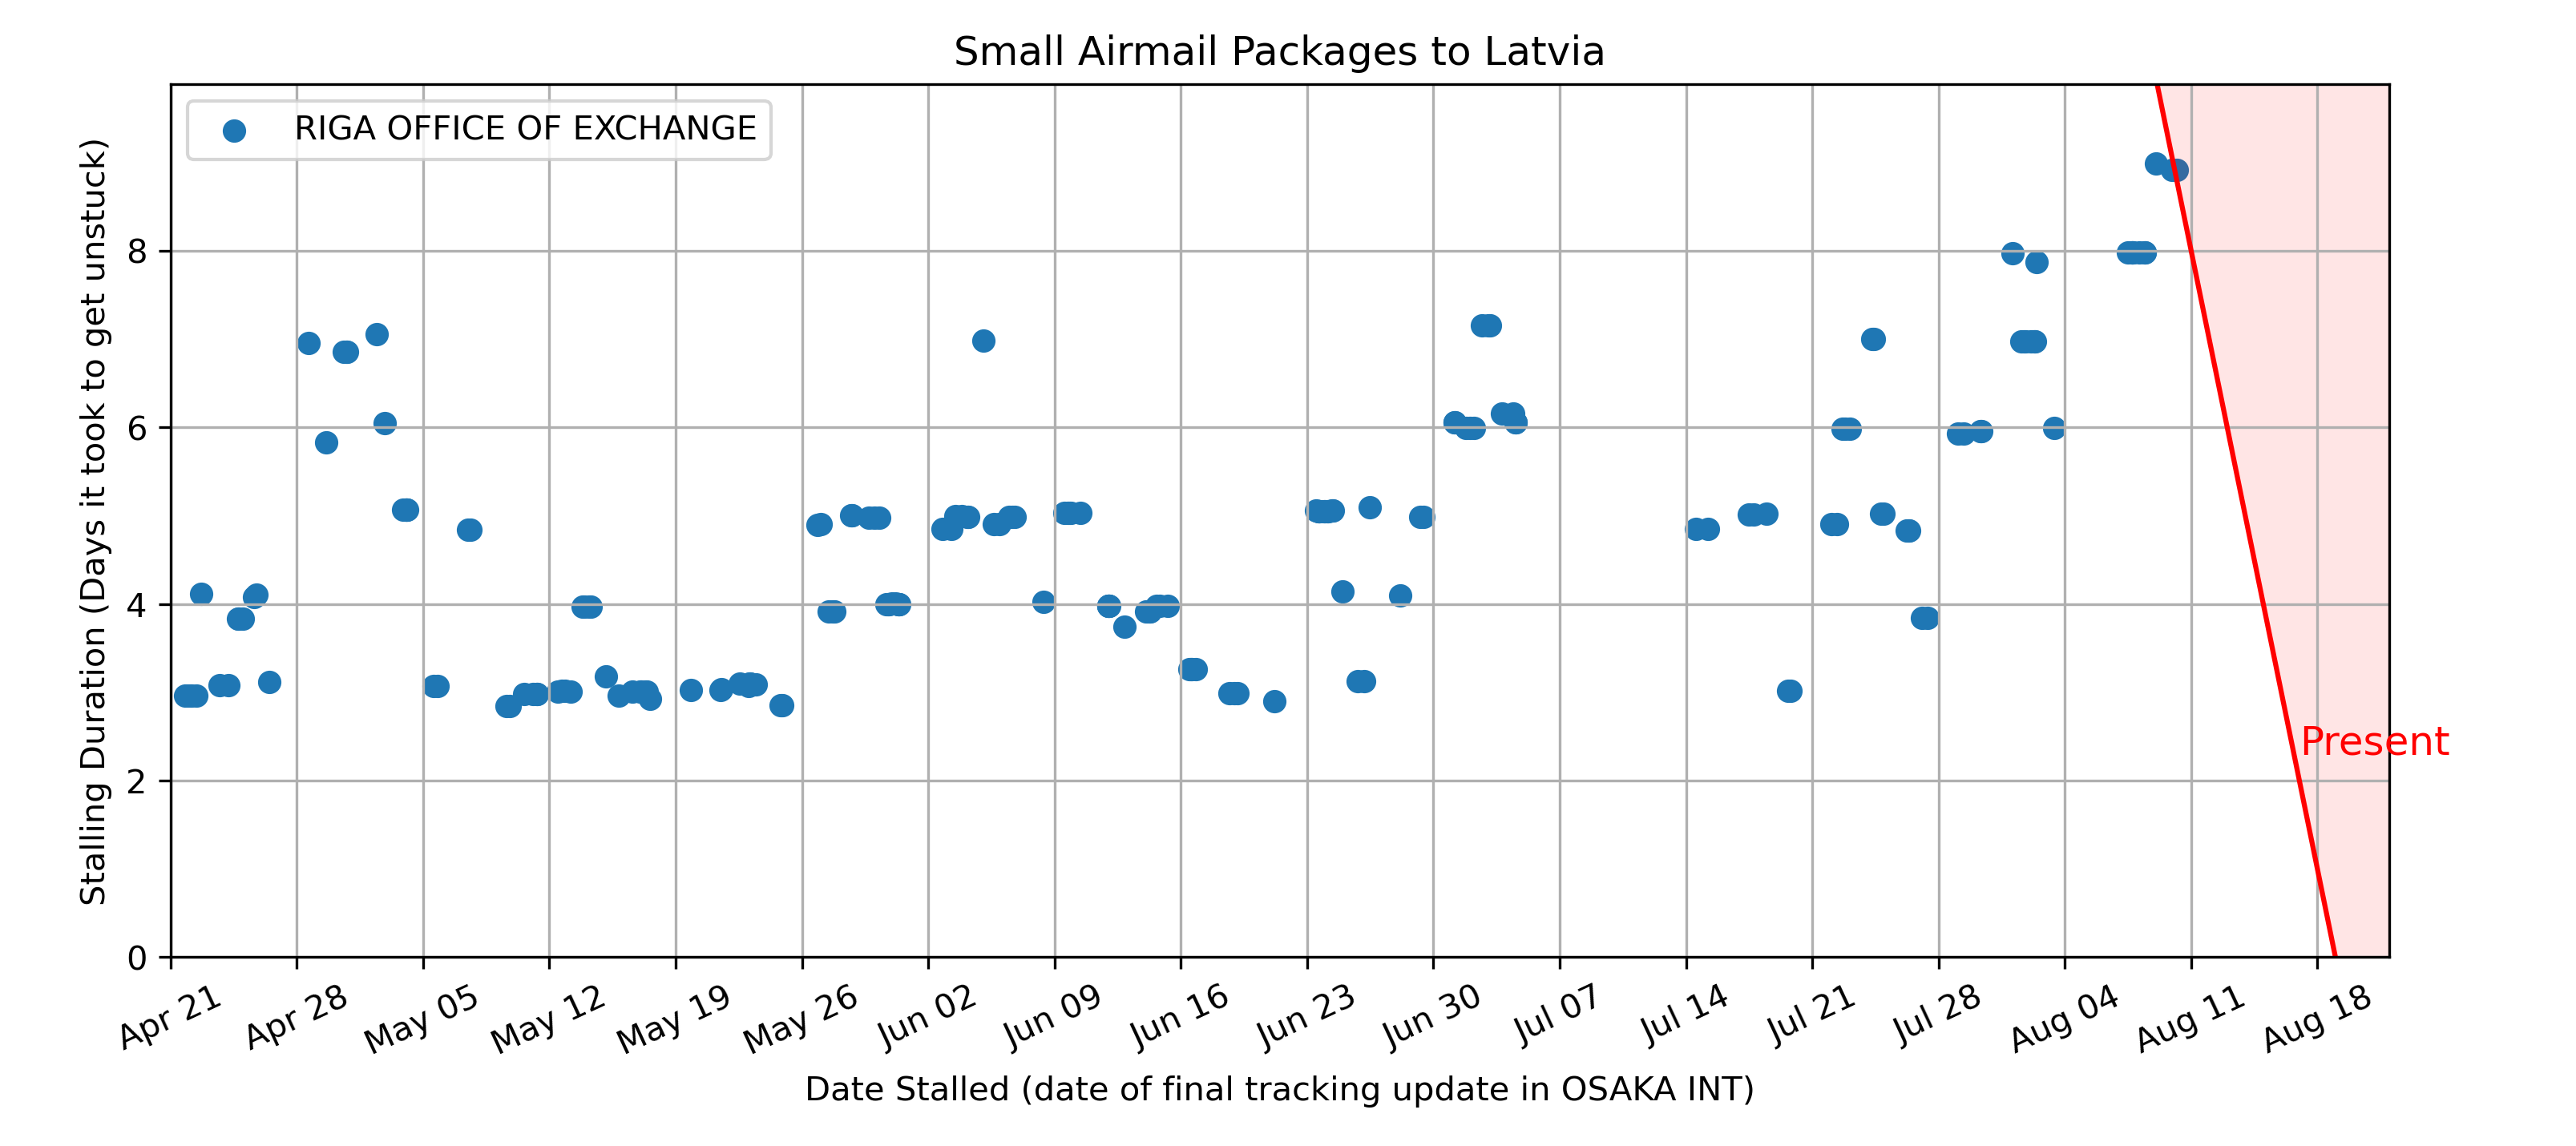 Small Airmail Packages to Latvia
RIGA OFFICE OF EXCHANGE
Stalling Duration (Days it took to get unstuck)
8
6
4
2
0
Present
Apr 21
Apr 28
May 05
May 12
May 19
May 26
Jun 02
Jun 09
Jun 16
Jun 23
Jun 30
Jul 07
Jul 14
Jul 21
Jul 28
Aug 04
Aug 11
Aug 18
Date Stalled (date of final tracking update in OSAKA INT)